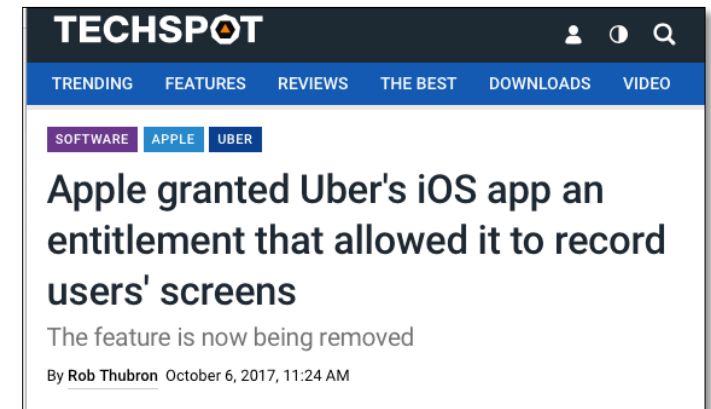 TECHSPOT
TRENDING FEATURES REVIEWS THE BEST DOWNLOADS VIDEO
SOFTWARE APPLE UBER
Apple granted Uber's iOS app an
entitlement that allowed it to record
users' screens
The feature is now being removed
By Rob Thubron October 6, 2017, 11:24 AM